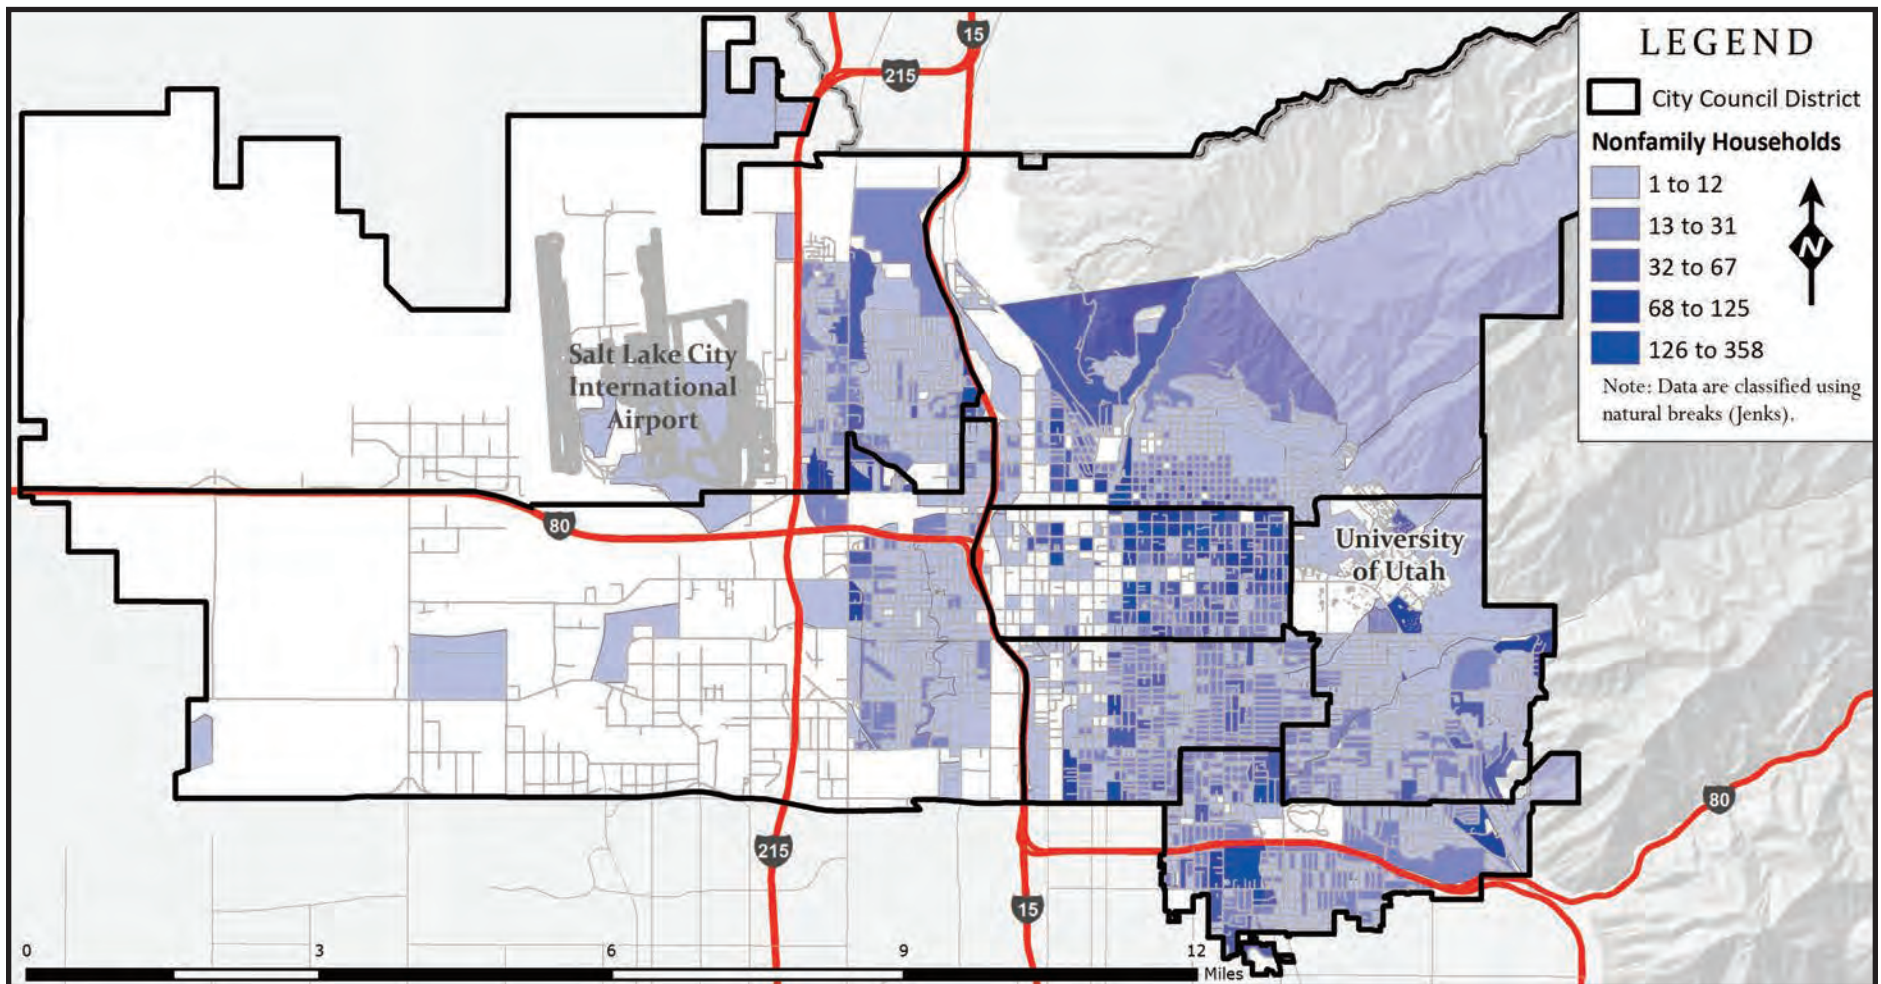 15
215
LEGEND
City Council District
Nonfamily Households
1 to 12
13 to 31
32 to 67
68 to 125
126 to 358
N
Note: Data are classified using
natural breaks (Jenks).
Salt Lake City
International
Airport
80
University
of Utah
80
215
15
0 3 6 9 12
Miles